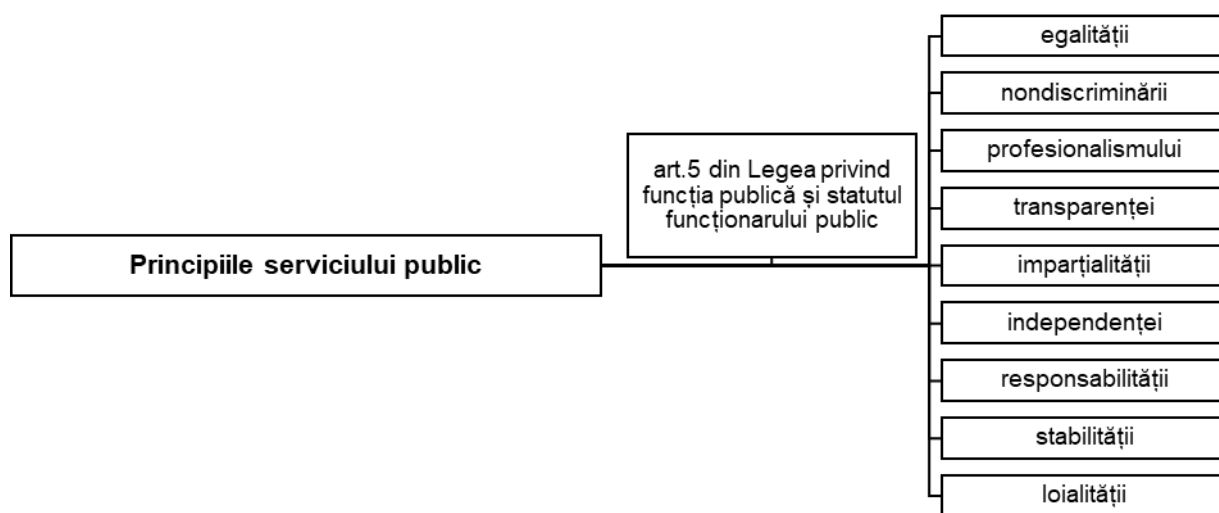 Principiile serviciului public
art.5 din Legea privind
funcția publică și statutul
funcționarului public
egalității
nondiscriminării
profesionalismului
transparenței
imparțialității
independenței
responsabilității
stabilității
loialității